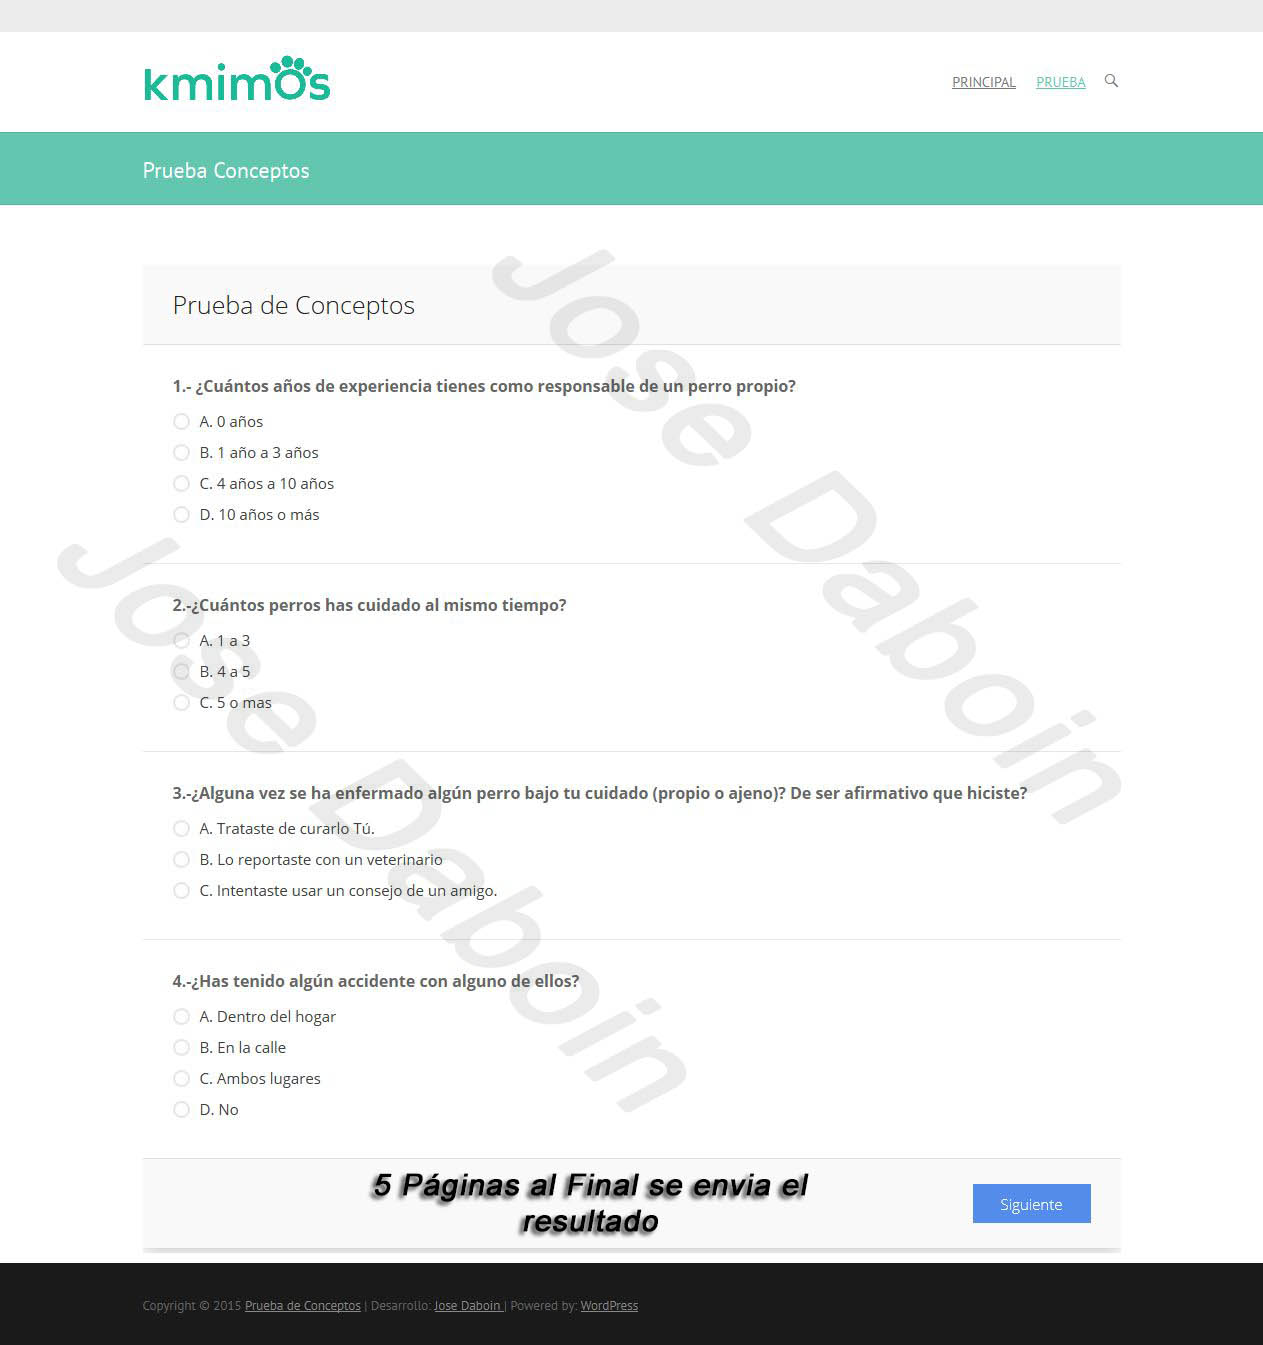 kmimos
PRINCIPAL PRUEBA
Prueba Conceptos
Prueba de Conceptos
1.- ¿Cuántos años de experiencia tienes como responsable de un perro propio?
A. 0 años
B. 1 año a 3 años
C. 4 años a 10 años
D. 10 años o más
2.-¿Cuántos perros has cuidado al mismo tiempo?
A. 1 a 3
B. 4 a 5
C. 5 o mas
3.-¿Alguna vez se ha enfermado algún perro bajo tu cuidado (propio o ajeno)? De ser afirmativo que hiciste?
A. Trataste de curarlo Tú.
B. Lo reportaste con un veterinario
C. Intentaste usar un consejo de un amigo.
4.-¿Has tenido algún accidente con alguno de ellos?
A. Dentro del hogar
B. En la calle
C. Ambos lugares
D. No
5 Páginas al Final se envia el
resultado
Siguiente
Copyright © 2015 Prueba de Conceptos | Desarrollo: Jose Daboin | Powered by: WordPress
Jose Daboin
Jose Daboin